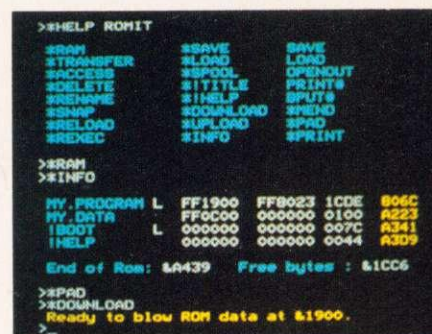 >*HELP ROMIT
*RAM *SAVE SAVE
*TRANSFER *LOAD LOAD
*ACCESS *SPOOL OPENOUT
*DELETE *!TITLE PRINT#
*RENAME *!HELP BPUT#
*SNAP *DOWNLOAD *MEND
*RELOAD *UPLOAD *PAD
*REXEC *INFO *PRINT
>*RAM
>*INFO
MY.PROGRAM L FF1900 FF8023 1CDE 806C
MY.DATA FF0C00 000000 0100 A223
!BOOT L 000000 000000 007C A341
!HELP 000000 000000 0044 A3D9
End of Rom: &A439 Free bytes : &1CC6
>*PAD
>*DOWNLOAD
Ready to blow ROM data at &1900.
>_